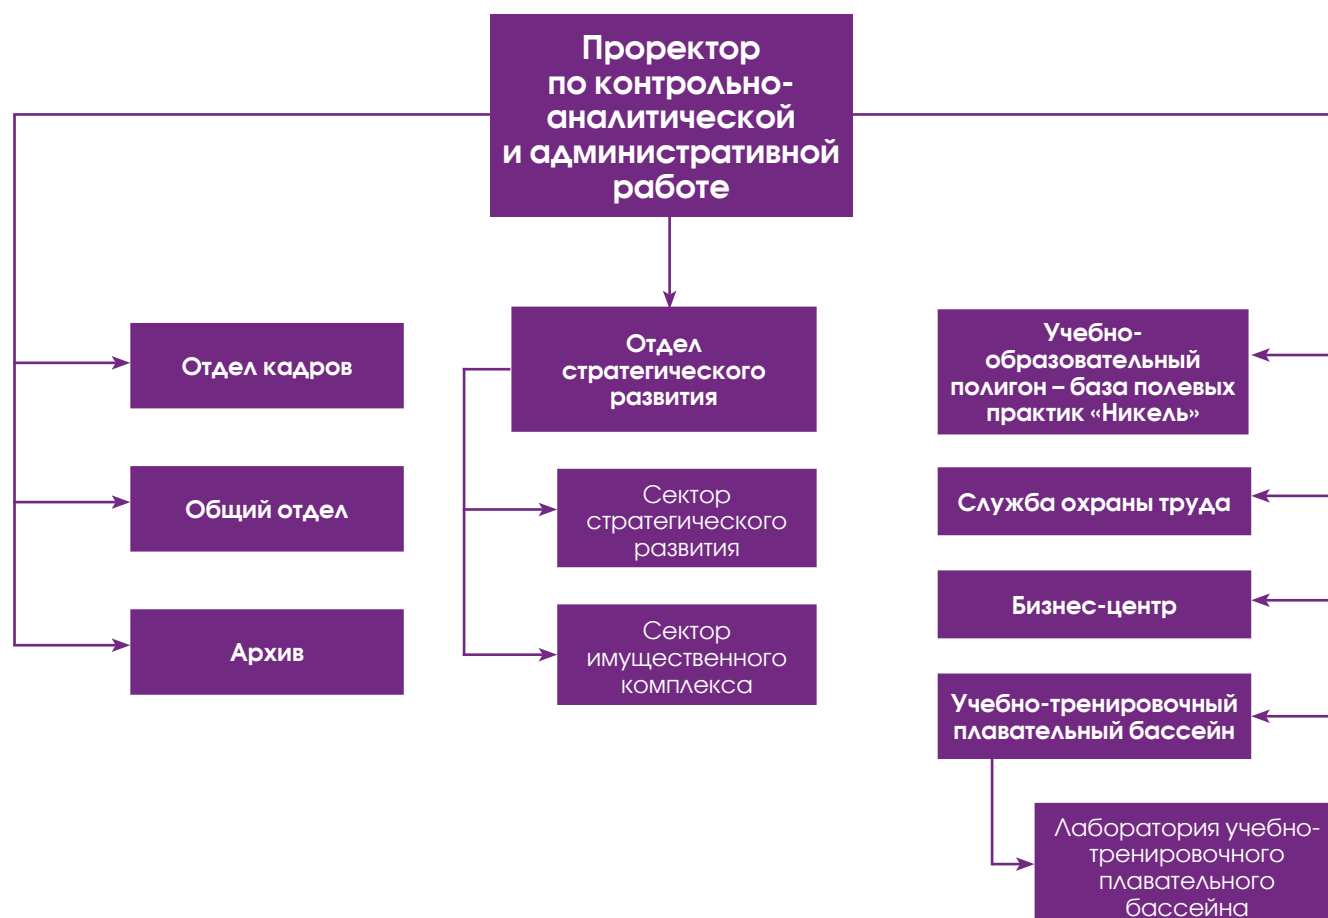 Проректор
по контрольно-
аналитической
и административной
работе
Отдел кадров
Общий отдел
Архив
Отдел
стратегического
развития
Сектор
стратегического
развития
Сектор
имущественного
комплекса
Учебно-
образовательный
полигон – база полевых
практик «Никель»
Служба охраны труда
Бизнес-центр
Учебно-тренировочный
плавательный бассейн
Лаборатория учебно-
тренировочного
плавательного
бассейна